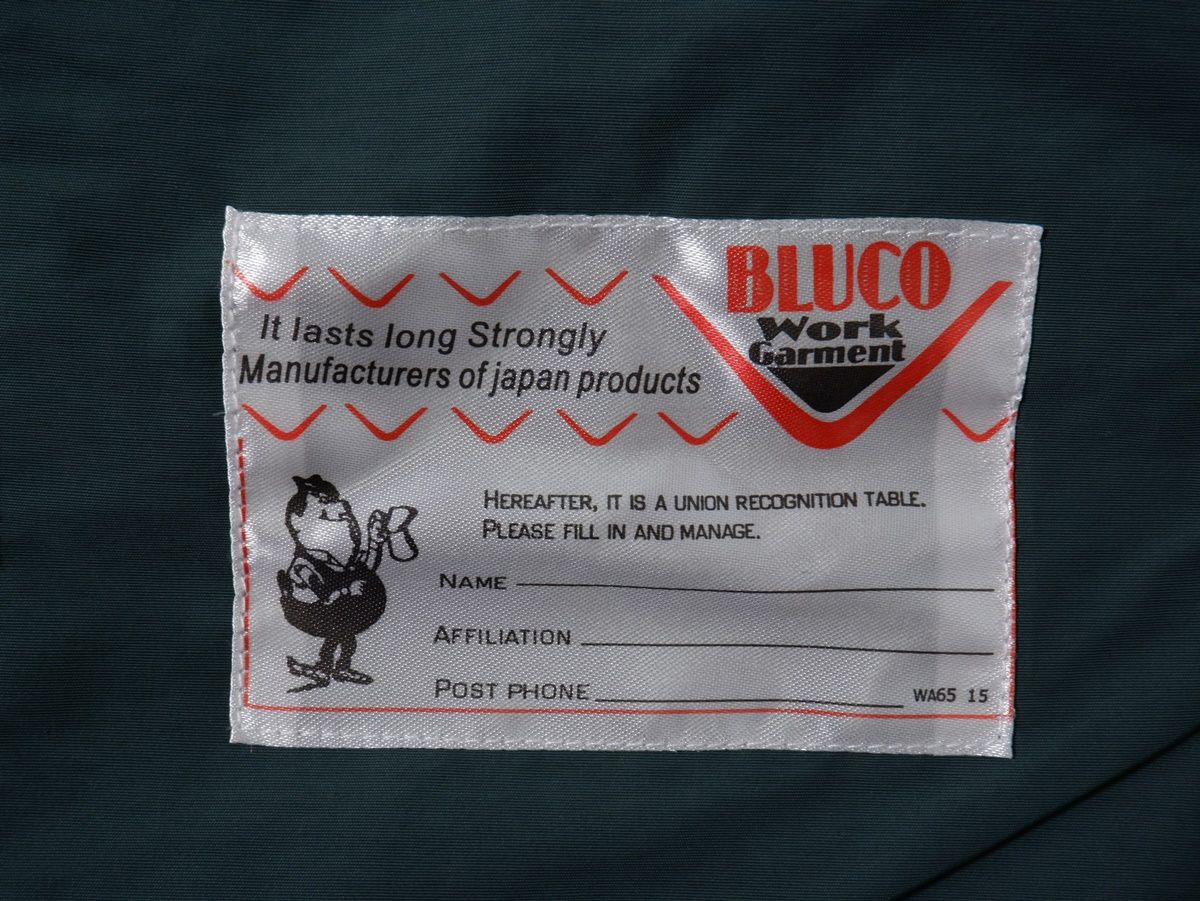 BLUCO
Work
Garment
It lasts long Strongly
Manufacturers of japan products
HEREAFTER, IT IS A UNION RECOGNITION TABLE.
PLEASE FILL IN AND MANAGE.
NAME
AFFILIATION
POST PHONE
WA65 15